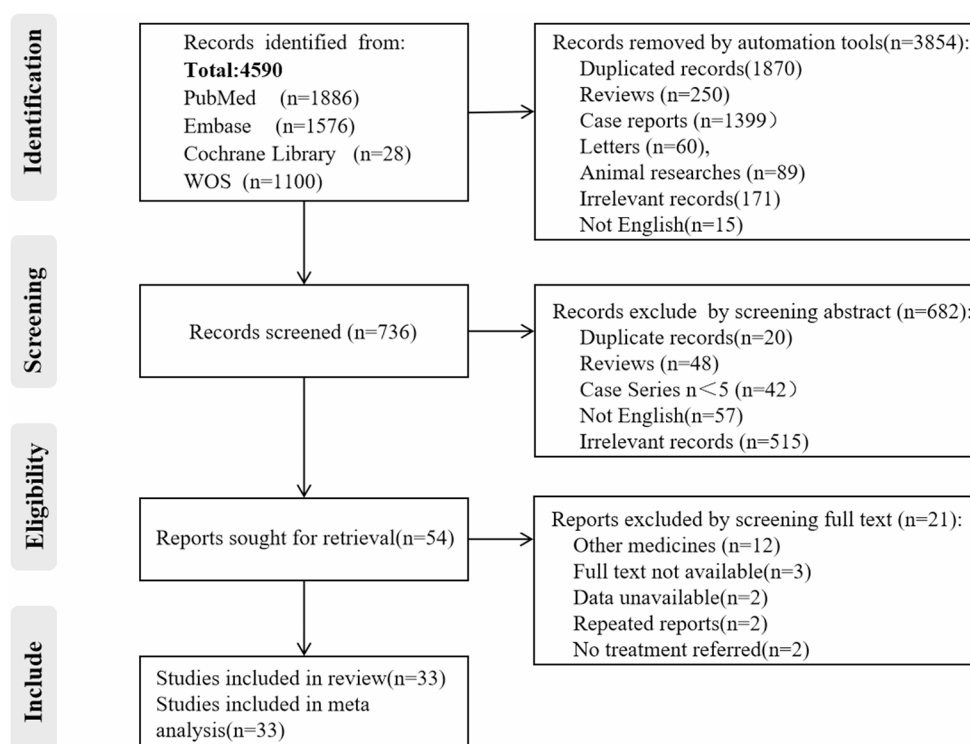 Identification
Records identified from:
Total:4590
PubMed (n=1886)
Embase (n=1576)
Cochrane Library (n=28)
WOS (n=1100)
Records removed by automation tools(n=3854):
Duplicated records(1870)
Reviews (n=250)
Case reports (n=1399）
Letters (n=60),
Animal researches (n=89)
Irrelevant records(171)
Not English(n=15)
Screening
Records screened (n=736)
Records exclude by screening abstract (n=682):
Duplicate records(n=20)
Reviews (n=48)
Case Series n＜5 (n=42）
Not English(n=57)
Irrelevant records (n=515)
Eligibility
Reports sought for retrieval(n=54)
Reports excluded by screening full text (n=21):
Other medicines (n=12)
Full text not available(n=3)
Data unavailable(n=2)
Repeated reports(n=2)
No treatment referred(n=2)
Include
Studies included in review(n=33)
Studies included in meta
analysis(n=33)